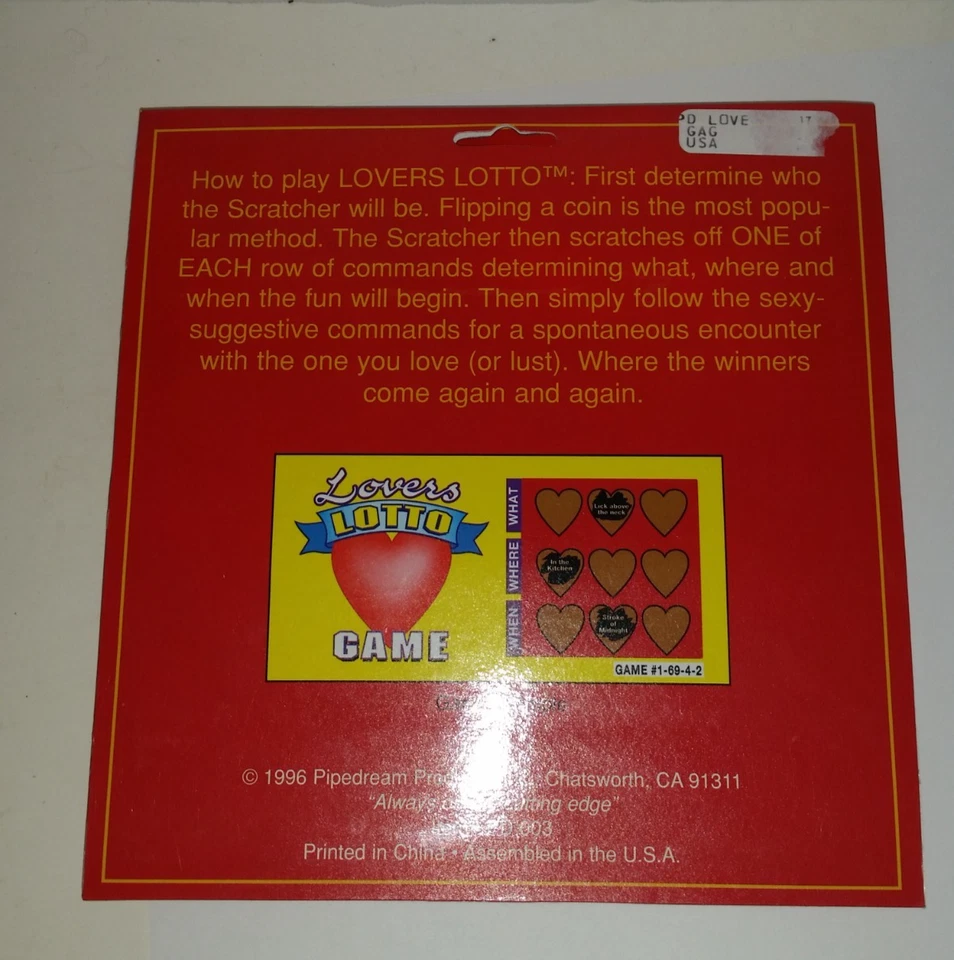 PD LOVE 17
GAG
USA
How to play LOVERS LOTTO™: First determine who
the Scratcher will be. Flipping a coin is the most popu-
lar method. The Scratcher then scratches off ONE of
EACH row of commands determining what, where and
when the fun will begin. Then simply follow the sexy-
suggestive commands for a spontaneous encounter
with the one you love (or lust). Where the winners
come again and again.
Lovers
LOTTO
GAME
WHAT
Lick above
the neck
WHERE
In the
Kitchen
WHEN
Stroke
of
Midnight
GAME #1-69-4-2
© 1996 Pipedream Chatsworth, CA 91311
edge"
003
Printed in China · Assembled in the U.S.A.